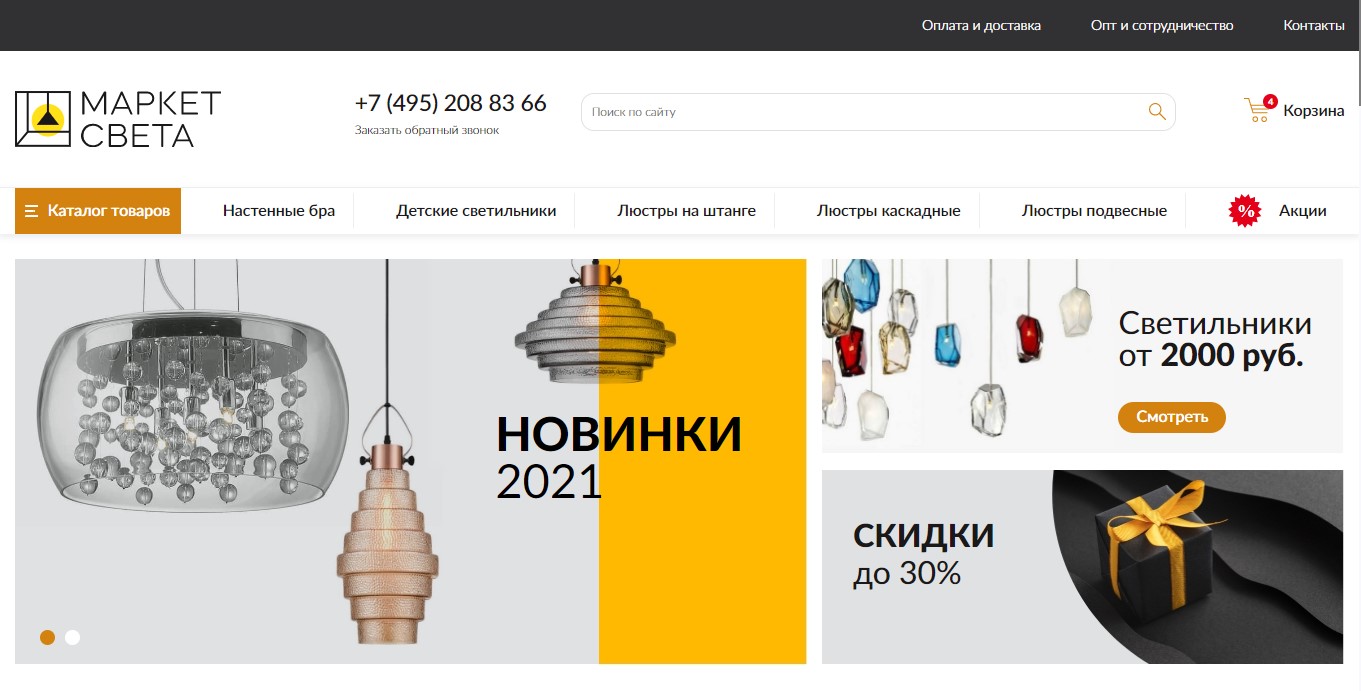 Оплата и доставка
Опт и сотрудничество
Контакты
МАРКЕТ
СВЕТА
+7 (495) 208 83 66
Заказать обратный звонок
Поиск по сайту
4
Корзина
Каталог товаров
Настенные бра
Детские светильники
Люстры на штанге
Люстры каскадные
Люстры подвесные
%
Акции
НОВИНКИ
2021
Светильники
от 2000 руб.
Смотреть
СКИДКИ
до 30%